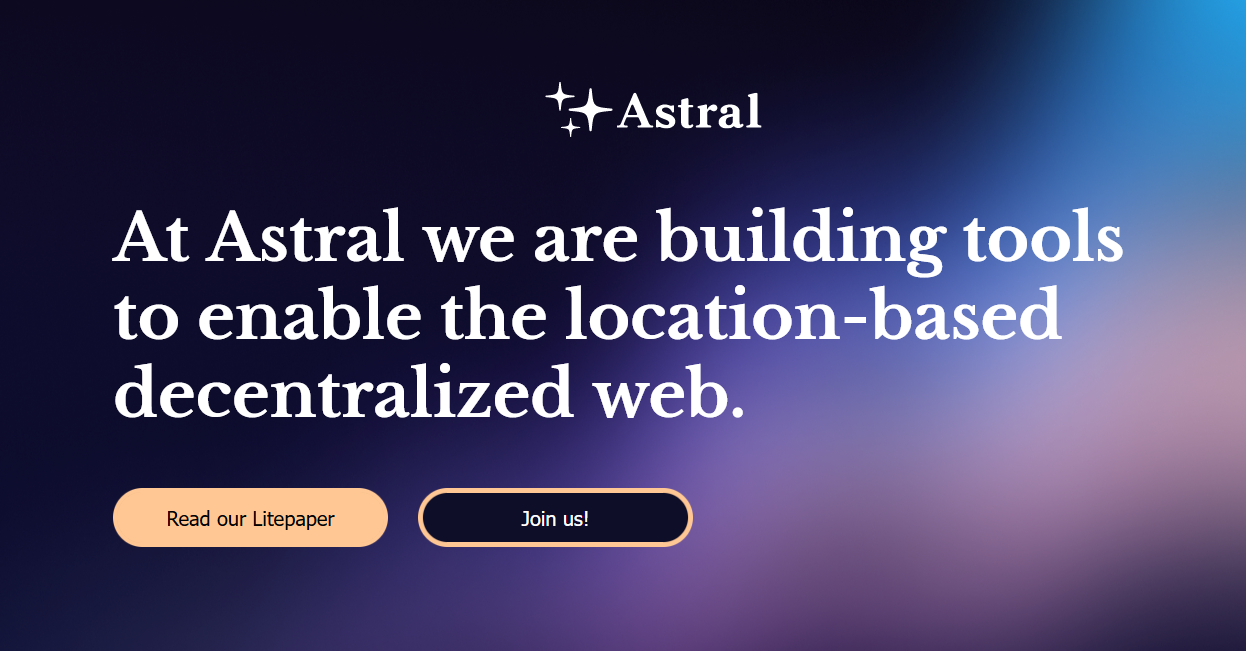 Astral
At Astral we are building tools
to enable the location-based
decentralized web.
Read our Litepaper
Join us!